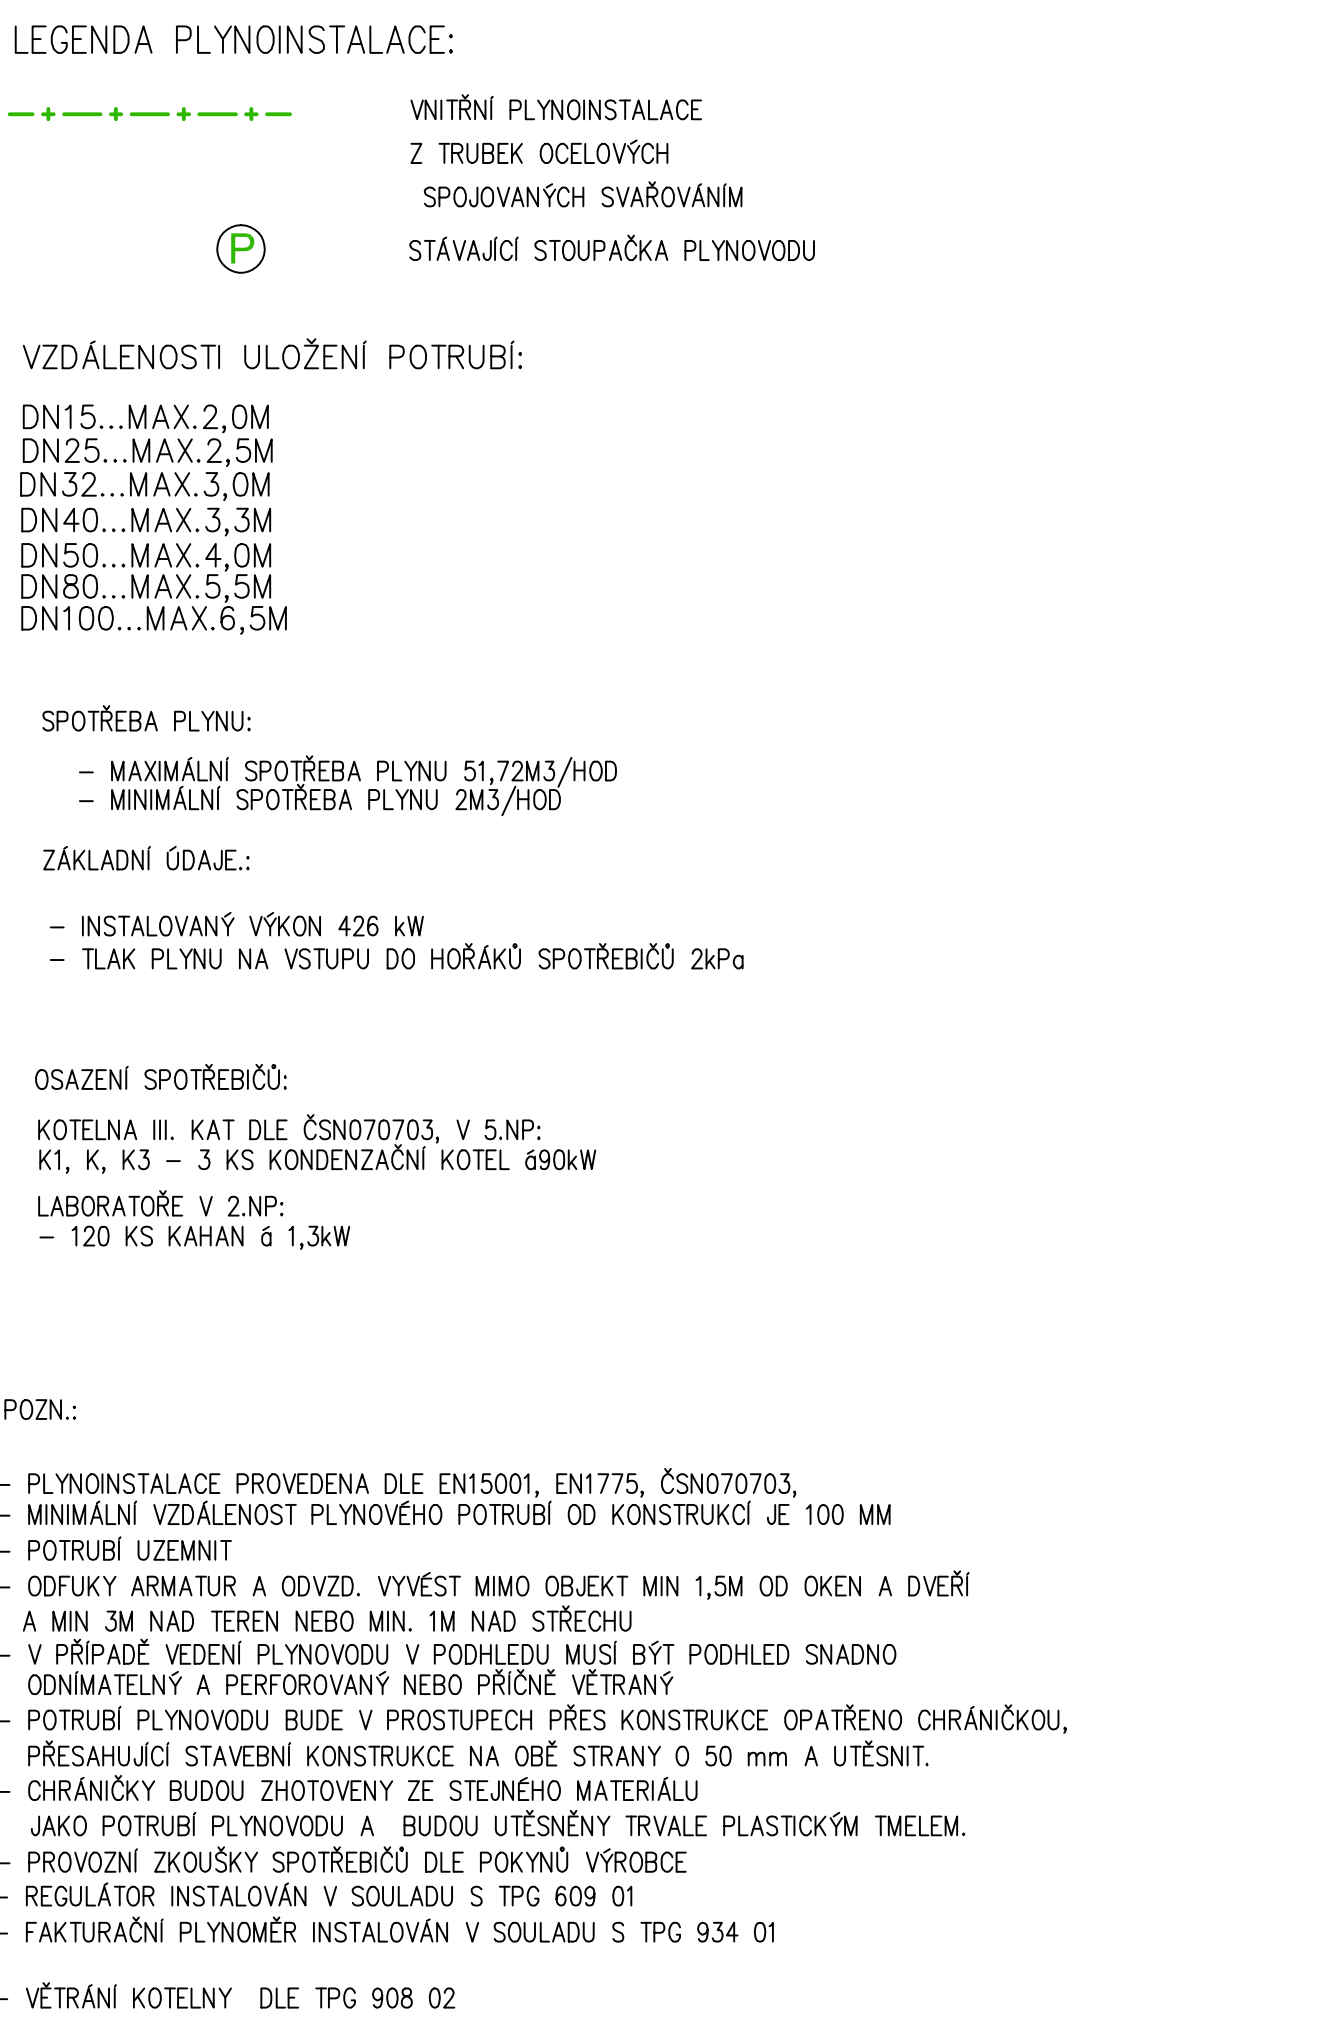 LEGENDA PLYNOINSTALACE:
VNITŘNÍ PLYNOINSTALACE
Z TRUBEK OCELOVÝCH
SPOJOVANÝCH SVAŘOVÁNÍM
P
STÁVAJÍCÍ STOUPAČKA PLYNOVODU
VZDÁLENOSTI ULOŽENÍ POTRUBÍ:
DN15...MAX.2,0M
DN25...MAX.2,5M
DN32...MAX.3,0M
DN40...MAX.3,3M
DN50...MAX.4,0M
DN80...MAX.5,5M
DN100...MAX.6,5M
SPOTŘEBA PLYNU:
– MAXIMÁLNÍ SPOTŘEBA PLYNU 51,72M3/HOD
– MINIMÁLNÍ SPOTŘEBA PLYNU 2M3/HOD
ZÁKLADNÍ ÚDAJE.:
– INSTALOVANÝ VÝKON 426 kW
– TLAK PLYNU NA VSTUPU DO HOŘÁKŮ SPOTŘEBIČŮ 2kPa
OSAZENÍ SPOTŘEBIČŮ:
KOTELNA III. KAT DLE ČSN070703, V 5.NP:
K1, K, K3 – 3 KS KONDENZAČNÍ KOTEL á90kW
LABORATOŘE V 2.NP:
– 120 KS KAHAN á 1,3kW
POZN.:
– PLYNOINSTALACE PROVEDENA DLE EN15001, EN1775, ČSN070703,
– MINIMÁLNÍ VZDÁLENOST PLYNOVÉHO POTRUBÍ OD KONSTRUKCÍ JE 100 MM
– POTRUBÍ UZEMNIT
– ODFUKY ARMATUR A ODVZD. VYVÉST MIMO OBJEKT MIN 1,5M OD OKEN A DVEŘÍ
A MIN 3M NAD TEREN NEBO MIN. 1M NAD STŘECHU
– V PŘÍPADĚ VEDENÍ PLYNOVODU V PODHLEDU MUSÍ BÝT PODHLED SNADNO
ODNÍMATELNÝ A PERFOROVANÝ NEBO PŘÍČNĚ VĚTRANÝ
– POTRUBÍ PLYNOVODU BUDE V PROSTUPECH PŘES KONSTRUKCE OPATŘENO CHRÁNIČKOU,
PŘESAHUJÍCÍ STAVEBNÍ KONSTRUKCE NA OBĚ STRANY O 50 mm A UTĚSNIT.
– CHRÁNIČKY BUDOU ZHOTOVENY ZE STEJNÉHO MATERIÁLU
JAKO POTRUBÍ PLYNOVODU A BUDOU UTĚSNĚNY TRVALE PLASTICKÝM TMELEM.
– PROVOZNÍ ZKOUŠKY SPOTŘEBIČŮ DLE POKYNŮ VÝROBCE
– REGULÁTOR INSTALOVÁN V SOULADU S TPG 609 01
– FAKTURAČNÍ PLYNOMĚR INSTALOVÁN V SOULADU S TPG 934 01
– VĚTRÁNÍ KOTELNY DLE TPG 908 02